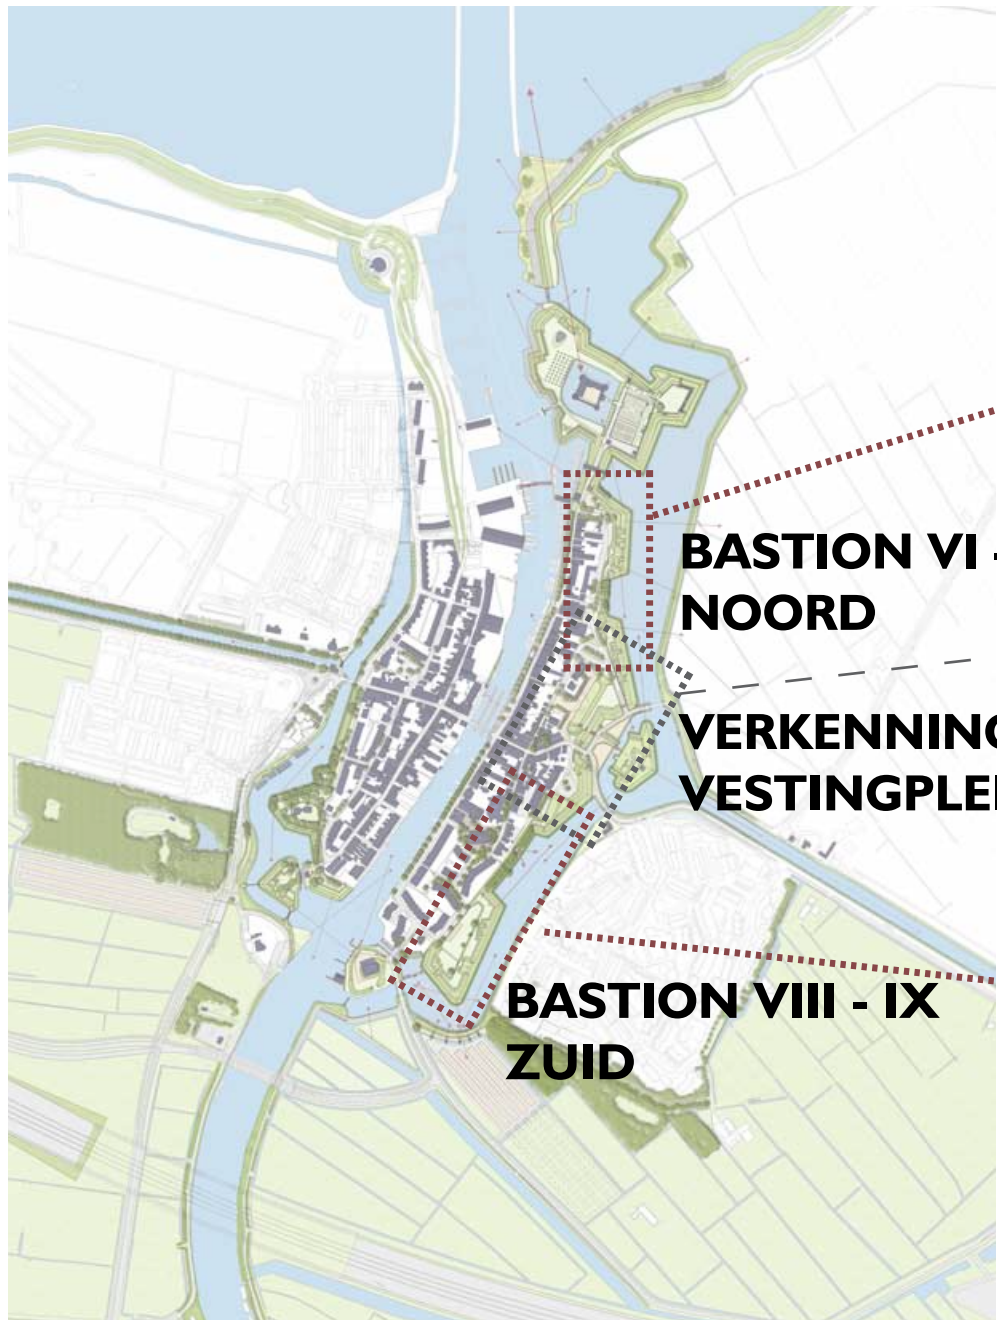 BASTION VI -
NOORD
VERKENNING
VESTINGPLE
BASTION VIII - IX
ZUID